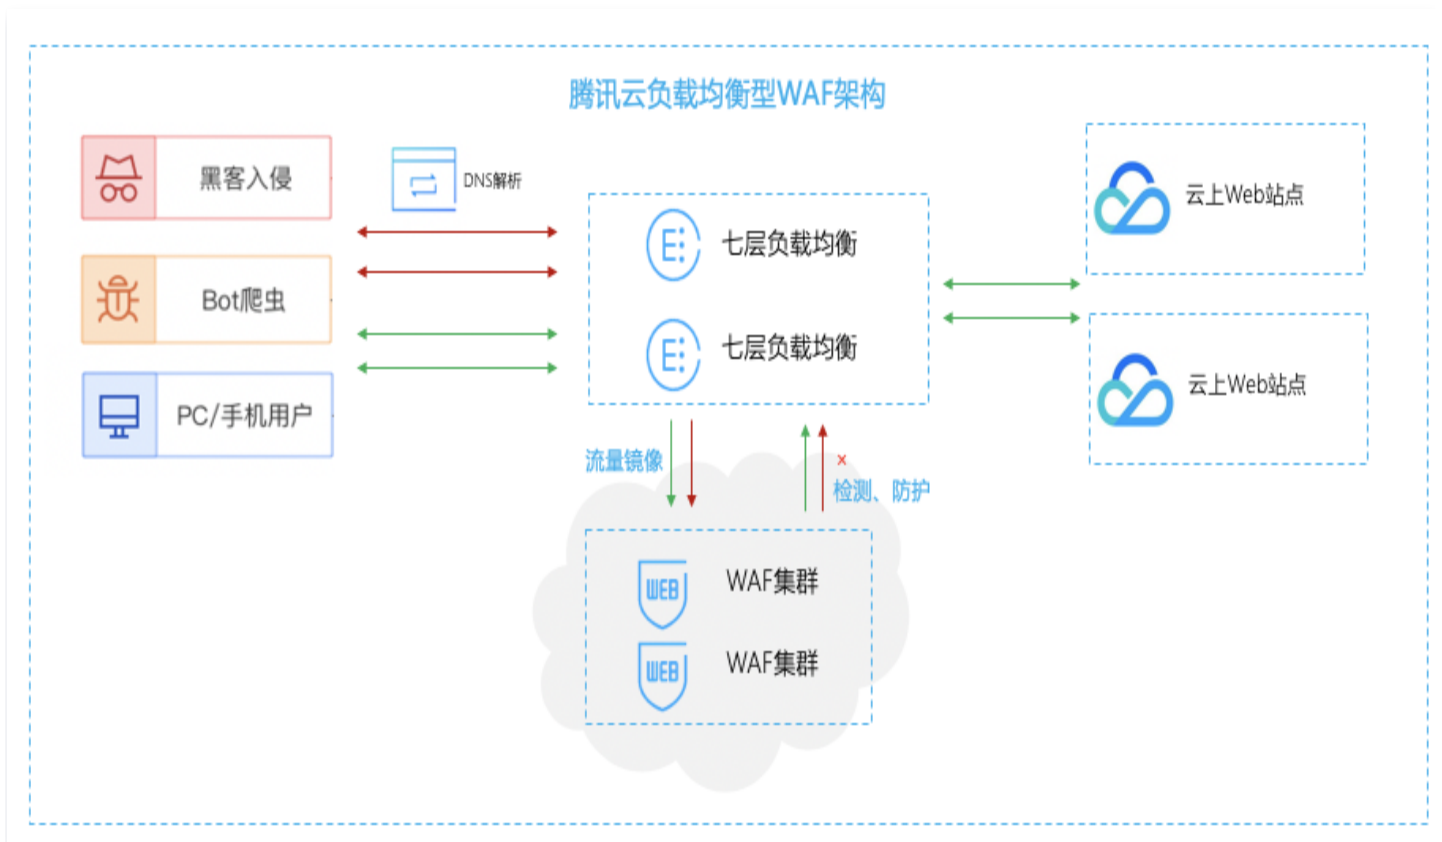 腾讯云负载均衡型WAF架构
黑客入侵
DNS解析
Bot爬虫
PC/手机用户
七层负载均衡
七层负载均衡
云上Web站点
云上Web站点
流量镜像
×
检测、防护
WEB
WAF集群
WEB
WAF集群